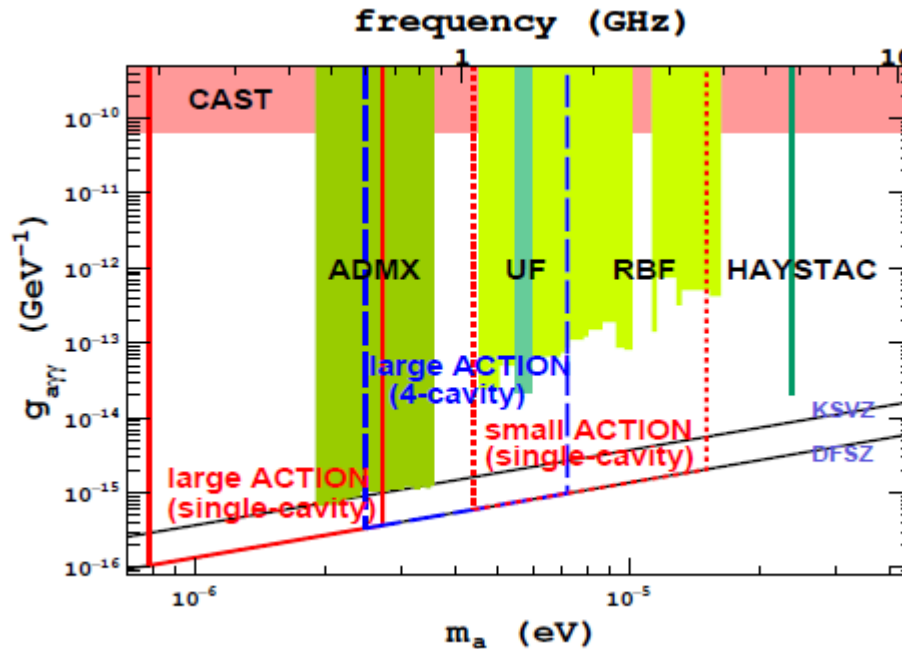 frequency (GHz)
1
10
CAST
10⁻¹⁰
10⁻¹¹
10⁻¹²
10⁻¹³
10⁻¹⁴
10⁻¹⁵
10⁻¹⁶
g_aγγ (GeV⁻¹)
ADMX
UF
RBF
HAYSTAC
large ACTION
(4-cavity)
KSVZ
small ACTION
(single-cavity)
DFSZ
large ACTION
(single-cavity)
10⁻⁶
10⁻⁵
m_a (eV)